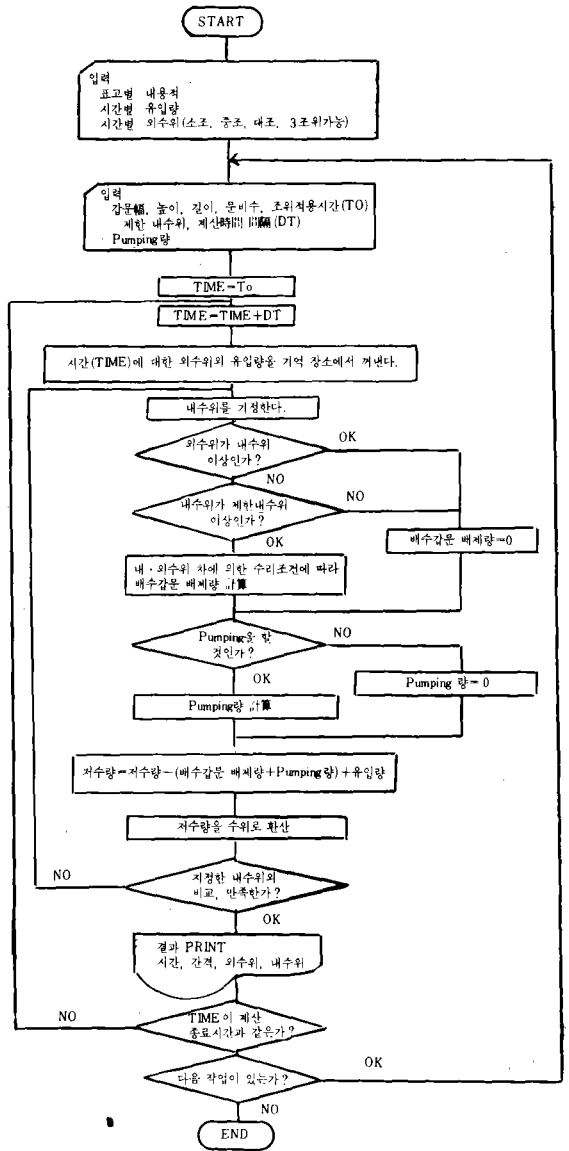 START
입력
표고별 내용적
시간별 유입량
시간별 외수위(소조, 중조, 대조, 3조위가능)
입력
갑문幅, 높이, 길이, 문비수, 조위적용시간(TO)
제한 내수위, 계산時間 間隔(DT)
Pumping량
TIME=To
TIME=TIME+DT
시간(TIME)에 대한 외수위와 유입량을 기억 장소에서 꺼낸다.
내수위를 가정한다.
외수위가 내수위
이상인가?
OK
NO
내수위가 제한내수위
이상인가?
NO
OK
배수갑문 배제량=0
내·외수위 차에 의한 수리조건에 따라
배수갑문 배제량 計算
Pumping을 할
것인가?
NO
OK
Pumping 량=0
Pumping량 計算
저수량=저수량-(배수갑문 배제량+Pumping량)+유입량
저수량을 수위로 환산
NO
지정한 내수위와
비교, 만족한가?
OK
결과 PRINT
시간, 간격, 외수위, 내수위
NO
TIME이 계산
종료시간과 같은가?
OK
다음 작업이 있는가?
NO
END